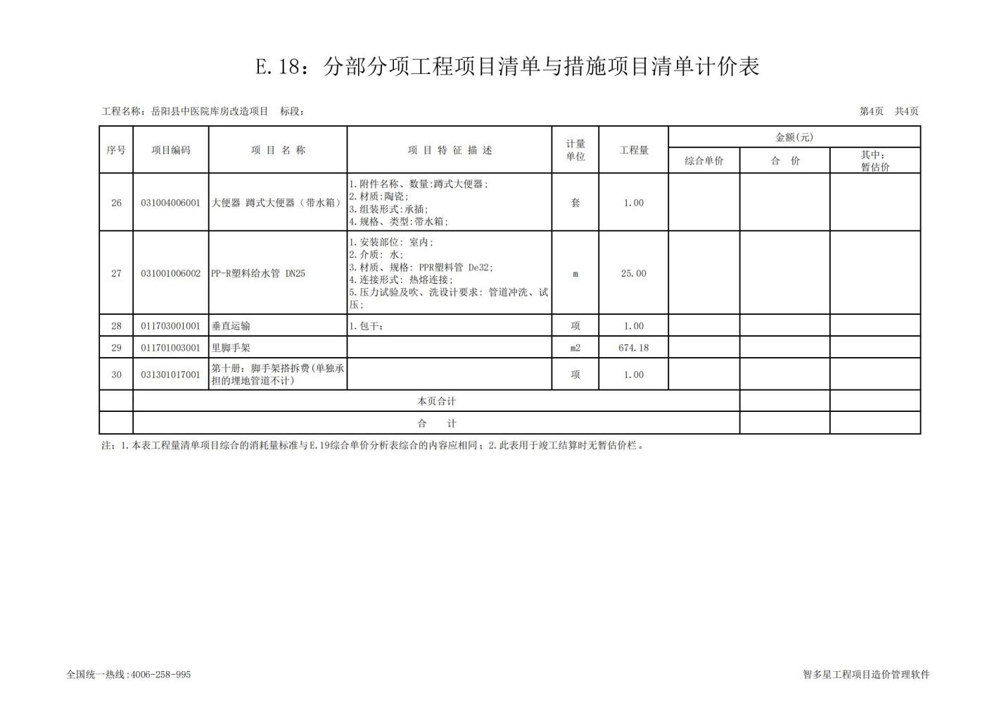 E.18：分部分项工程项目清单与措施项目清单计价表
工程名称：岳阳县中医院库房改造项目 标段：
第4页 共4页
序号
项目编码
项 目 名 称
项 目 特 征 描 述
计量
单位
工程量
金额(元)
综合单价
合 价
其中：
暂估价
26
031004006001
大便器 蹲式大便器（带水箱）
1.附件名称、数量:蹲式大便器;
2.材质:陶瓷;
3.组装形式:承插;
4.规格、类型:带水箱;
套
1.00
27
031001006002
PP-R塑料给水管 DN25
1.安装部位: 室内;
2.介质: 水;
3.材质、规格: PPR塑料管 De32;
4.连接形式: 热熔连接;
5.压力试验及吹、洗设计要求: 管道冲洗、试
压;
m
25.00
28
011703001001
垂直运输
1.包干;
项
1.00
29
011701003001
里脚手架
m2
674.18
30
031301017001
第十册: 脚手架搭拆费(单独承
担的埋地管道不计)
项
1.00
本页合计
合 计
注：1.本表工程量清单项目综合的消耗量标准与E.19综合单价分析表综合的内容应相同；2.此表用于竣工结算时无暂估价栏。
全国统一热线:4006-258-995
智多星工程项目造价管理软件